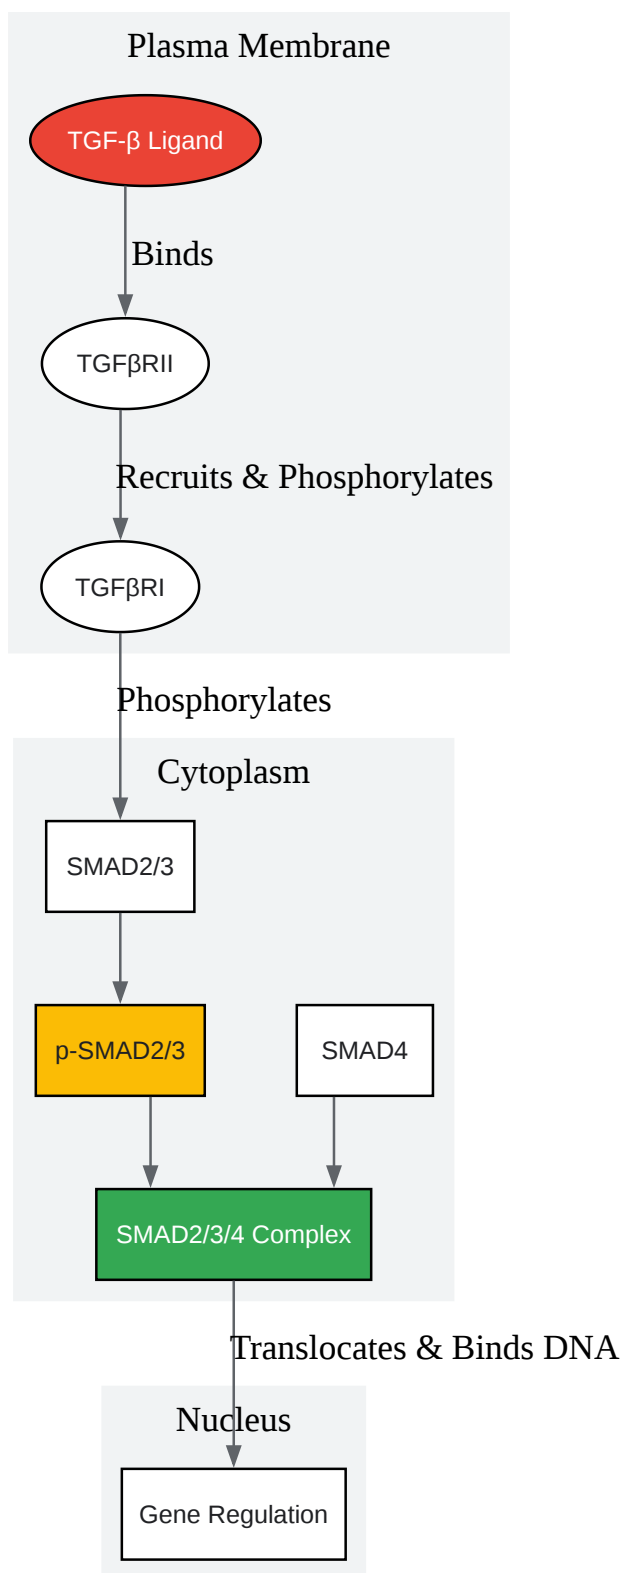 Plasma Membrane
TGF-β Ligand
Binds
TGFβRII
Recruits & Phosphorylates
TGFβRI
Phosphorylates
Cytoplasm
SMAD2/3
p-SMAD2/3
SMAD4
SMAD2/3/4 Complex
Translocates & Binds DNA
Nucleus
Gene Regulation